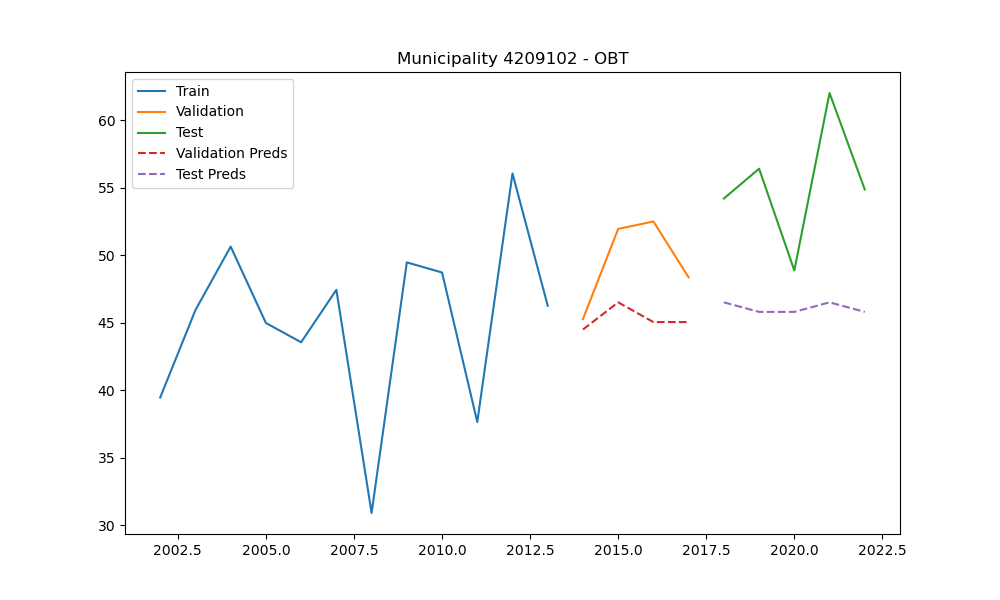 Municipality 4209102 - OBT
Train
Validation
Test
Validation Preds
Test Preds
60
55
50
45
40
35
30
2002.5 2005.0 2007.5 2010.0 2012.5 2015.0 2017.5 2020.0 2022.5